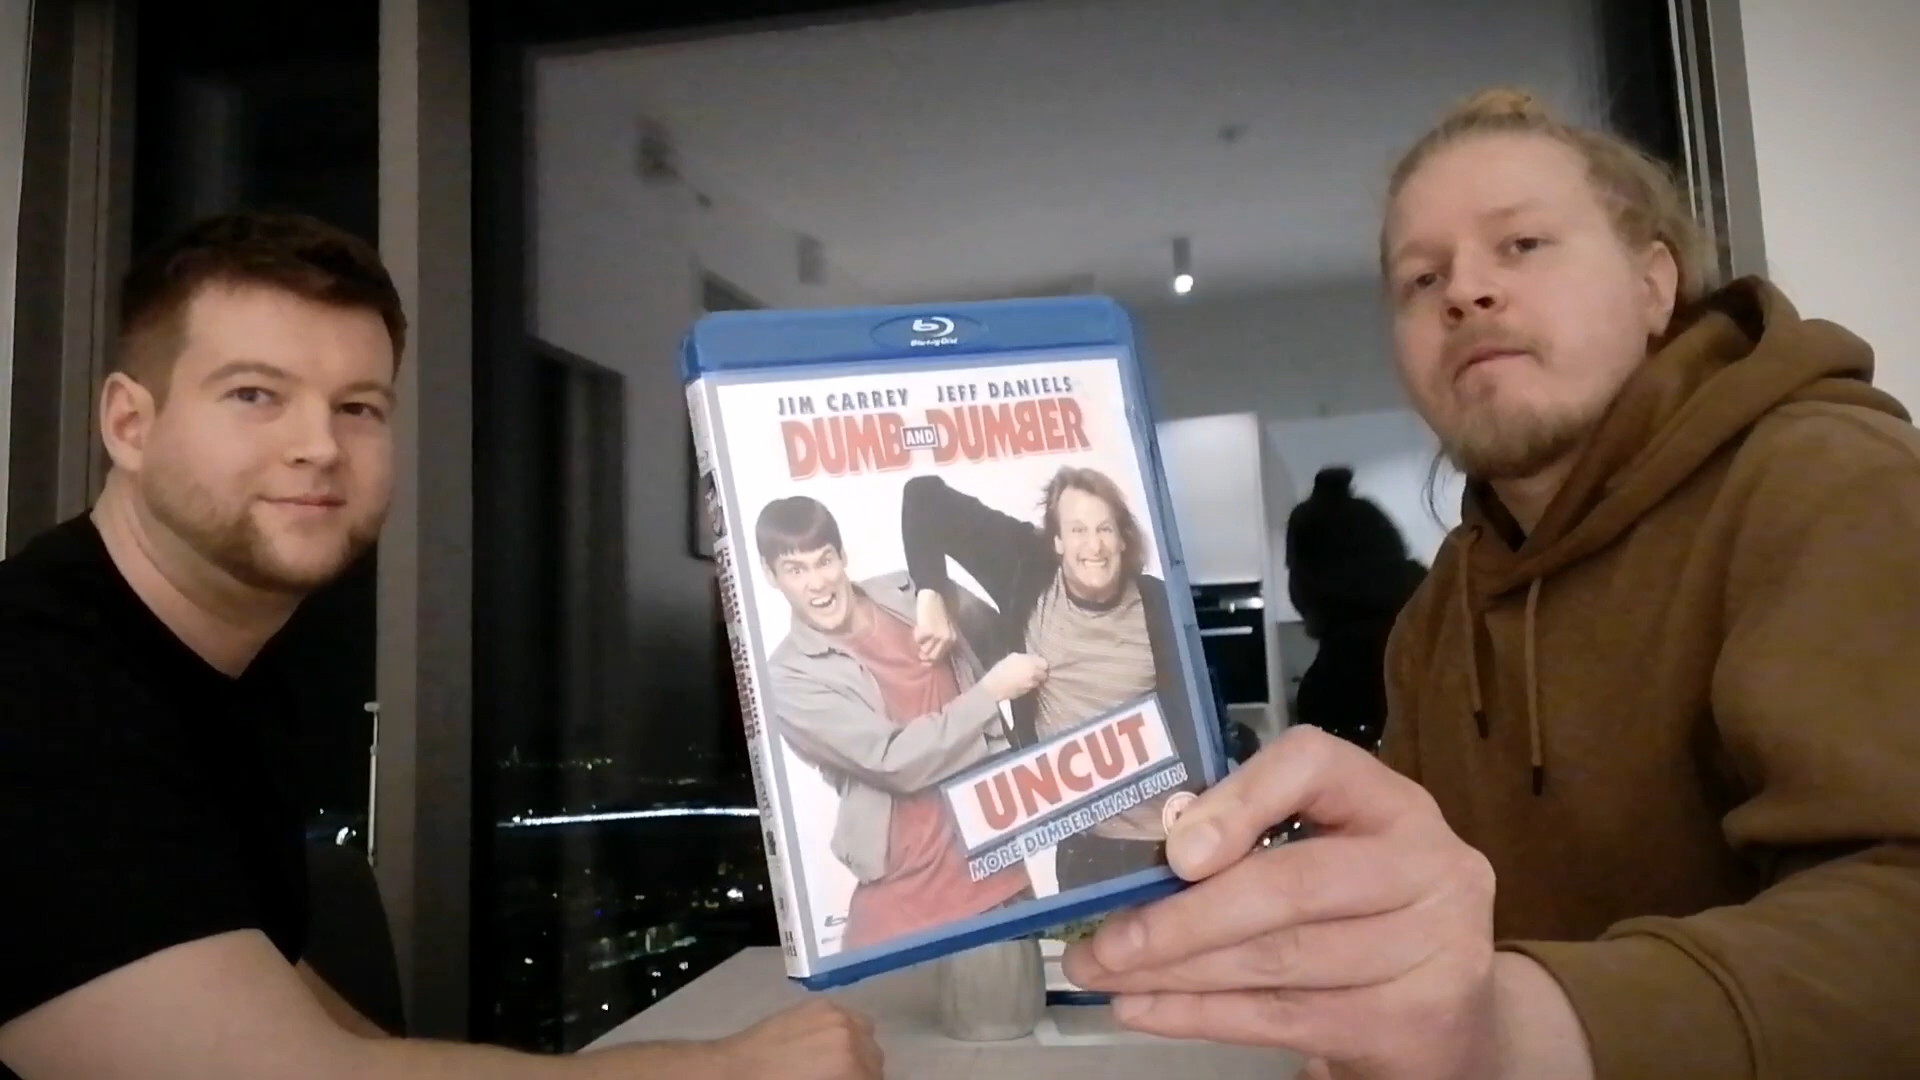 Blu-ray Disc
JIM CARREY JEFF DANIELS
DUMB AND DUMBER
UNCUT
MORE DUMBER THAN EVUR!